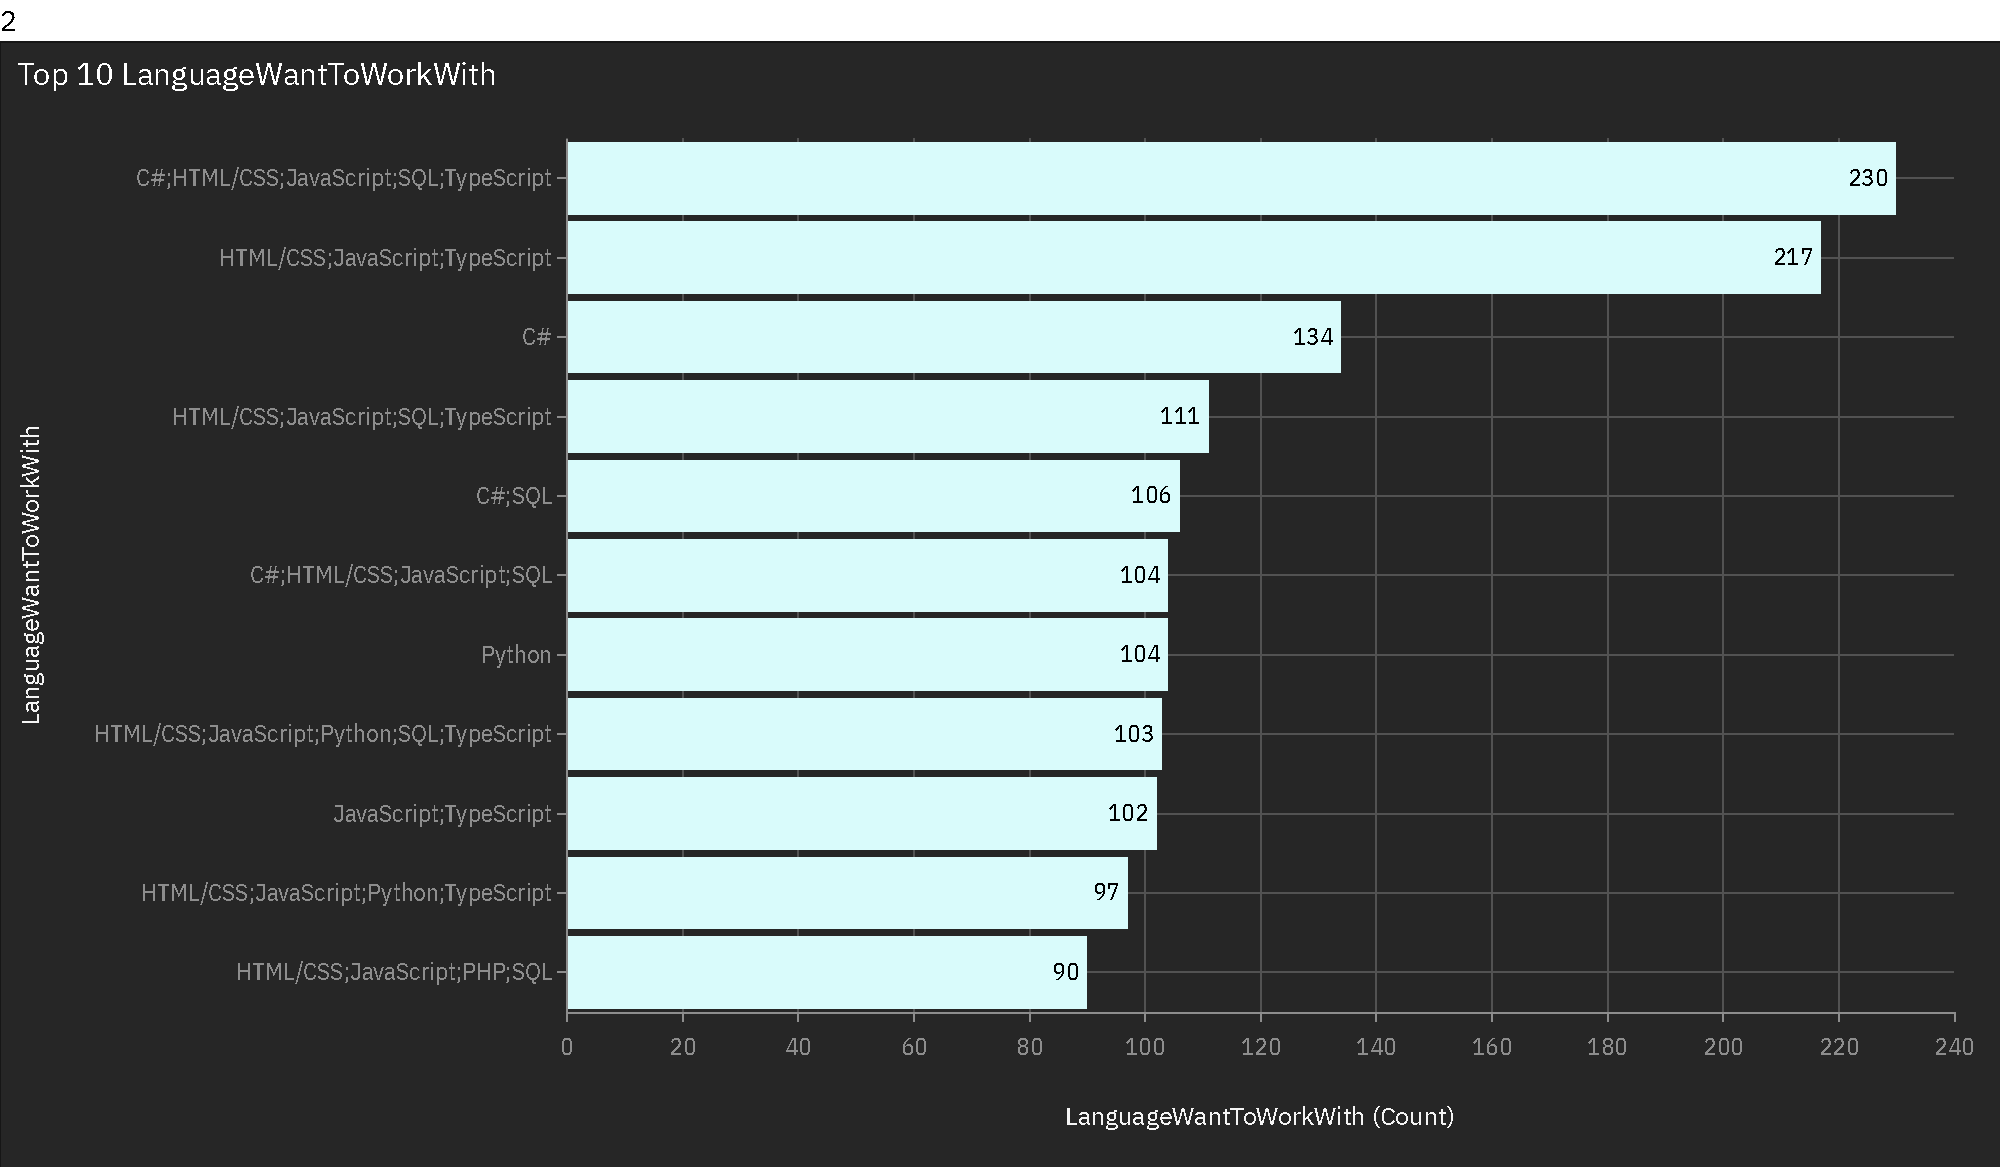 2
Top 10 LanguageWantToWorkWith
LanguageWantToWorkWith
C#;HTML/CSS;JavaScript;SQL;TypeScript 230
HTML/CSS;JavaScript;TypeScript 217
C# 134
HTML/CSS;JavaScript;SQL;TypeScript 111
C#;SQL 106
C#;HTML/CSS;JavaScript;SQL 104
Python 104
HTML/CSS;JavaScript;Python;SQL;TypeScript 103
JavaScript;TypeScript 102
HTML/CSS;JavaScript;Python;TypeScript 97
HTML/CSS;JavaScript;PHP;SQL 90
0 20 40 60 80 100 120 140 160 180 200 220 240
LanguageWantToWorkWith (Count)